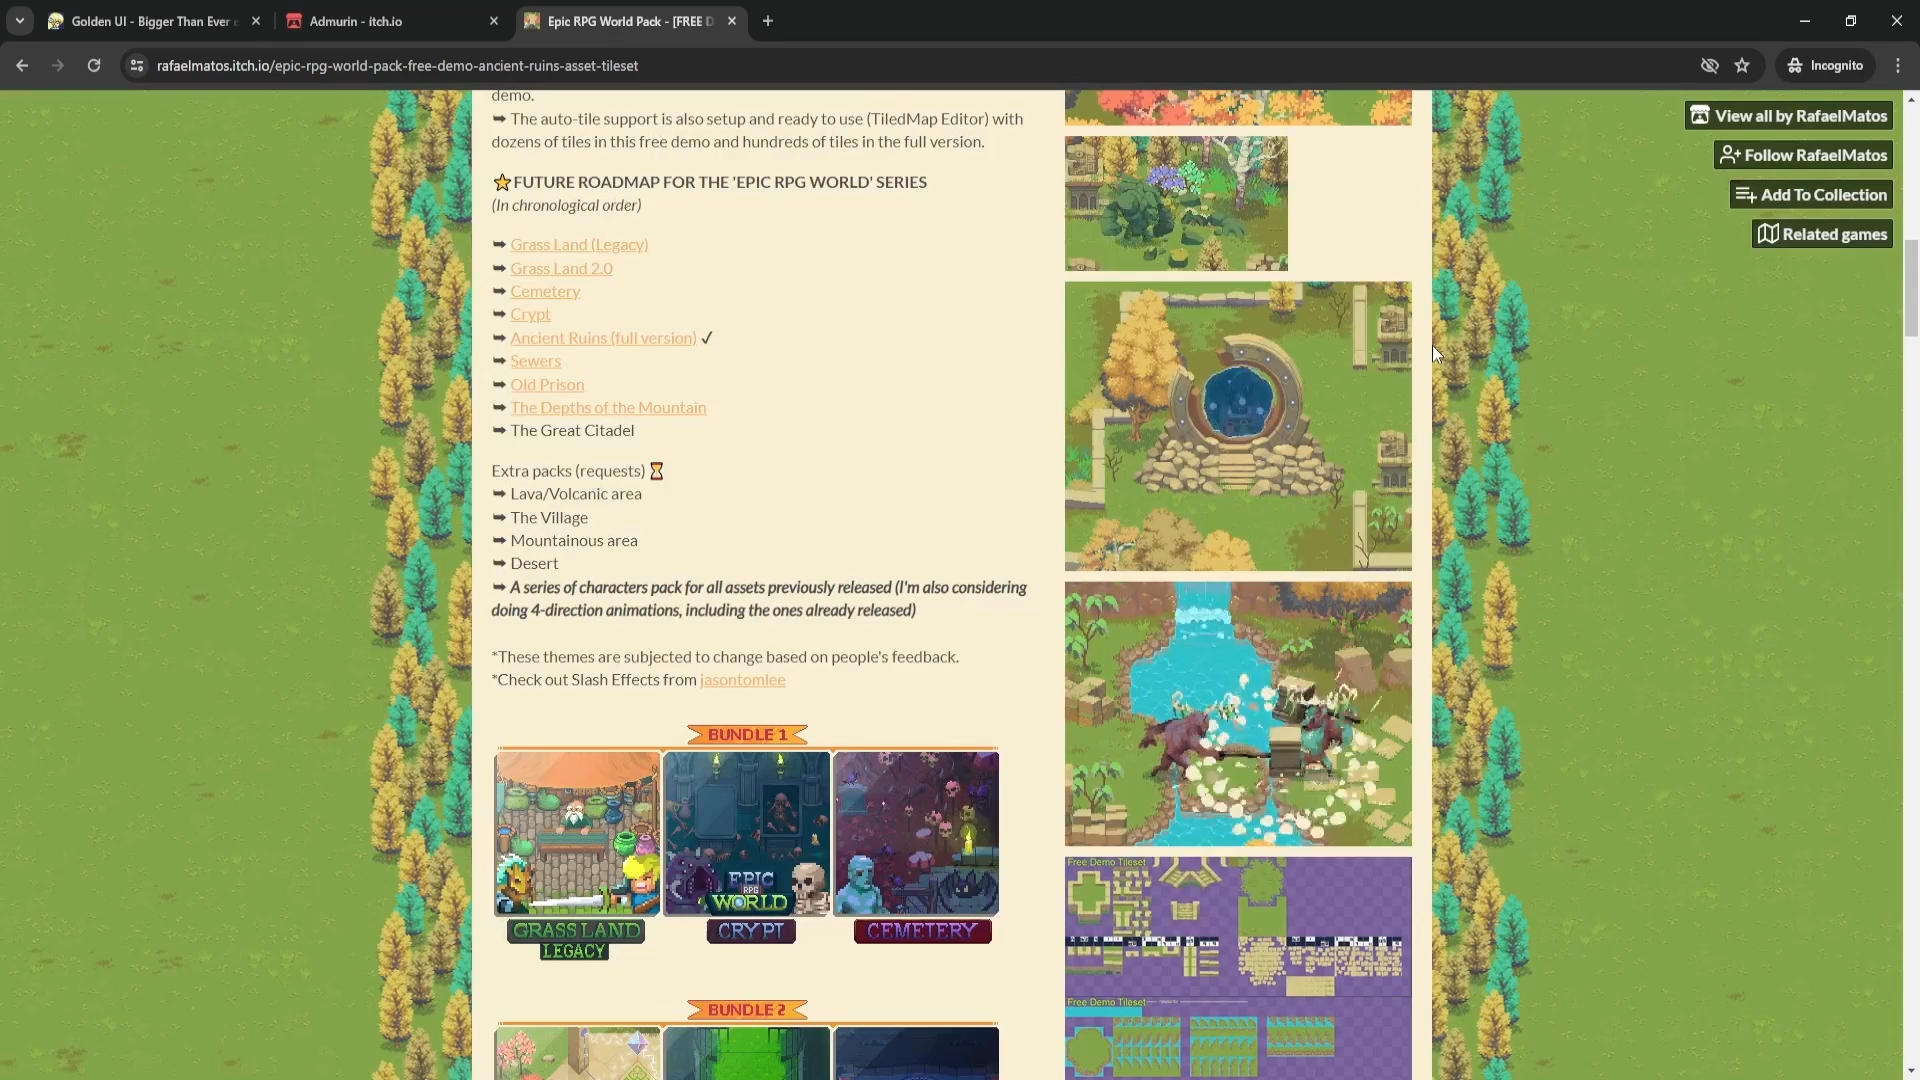 Golden UI - Bigger Than Ever
Admurin - itch.io
Epic RPG World Pack - [FREE D
rafaelmatos.itch.io/epic-rpg-world-pack-free-demo-ancient-ruins-asset-tileset
Incognito
demo.
➥ The auto-tile support is also setup and ready to use (TiledMap Editor) with
dozens of tiles in this free demo and hundreds of tiles in the full version.
⭐FUTURE ROADMAP FOR THE 'EPIC RPG WORLD' SERIES
(In chronological order)
➥ Grass Land (Legacy)
➥ Grass Land 2.0
➥ Cemetery
➥ Crypt
➥ Ancient Ruins (full version) ✓
➥ Sewers
➥ Old Prison
➥ The Depths of the Mountain
➥ The Great Citadel
Extra packs (requests) ⏳
➥ Lava/Volcanic area
➥ The Village
➥ Mountainous area
➥ Desert
➥ A series of characters pack for all assets previously released (I'm also considering
doing 4-direction animations, including the ones already released)
*These themes are subjected to change based on people's feedback.
*Check out Slash Effects from jasontomlee
BUNDLE 1
EPIC
RPG
WORLD
GRASS LAND
LEGACY
CRYPT
CEMETERY
BUNDLE 2
Free Demo Tileset
Free Demo Tileset
View all by RafaelMatos
Follow RafaelMatos
Add To Collection
Related games